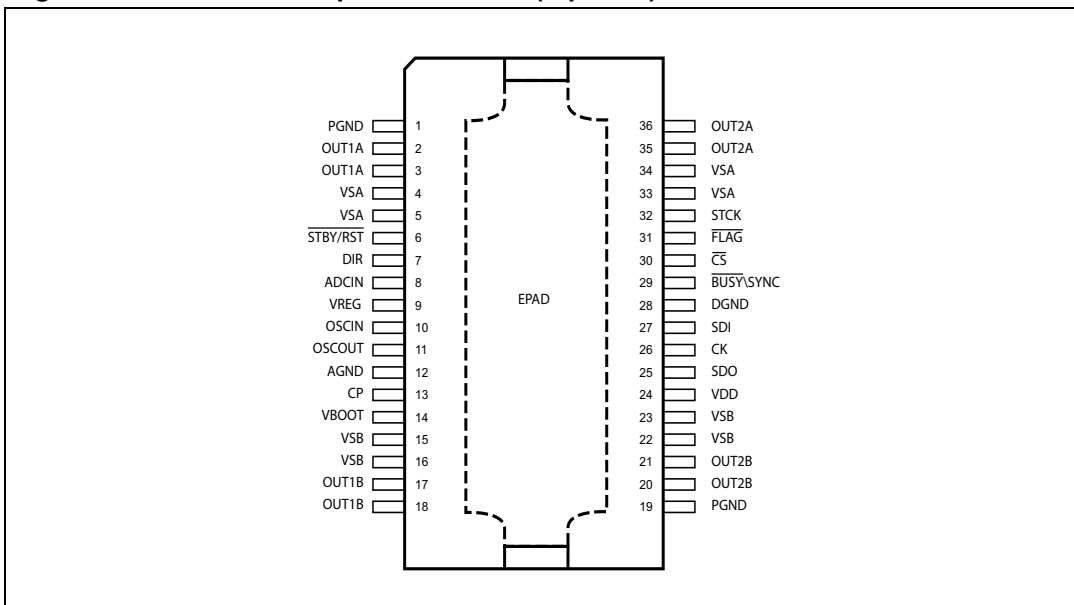 PGND 1
OUT1A 2
OUT1A 3
VSA 4
VSA 5
STBY/RST 6
DIR 7
ADCIN 8
VREG 9
OSCIN 10
OSCOUT 11
AGND 12
CP 13
VBOOT 14
VSB 15
VSB 16
OUT1B 17
OUT1B 18
EPAD
36 OUT2A
35 OUT2A
34 VSA
33 VSA
32 STCK
31 FLAG
30 CS
29 BUSY\SYNC
28 DGND
27 SDI
26 CK
25 SDO
24 VDD
23 VSB
22 VSB
21 OUT2B
20 OUT2B
19 PGND